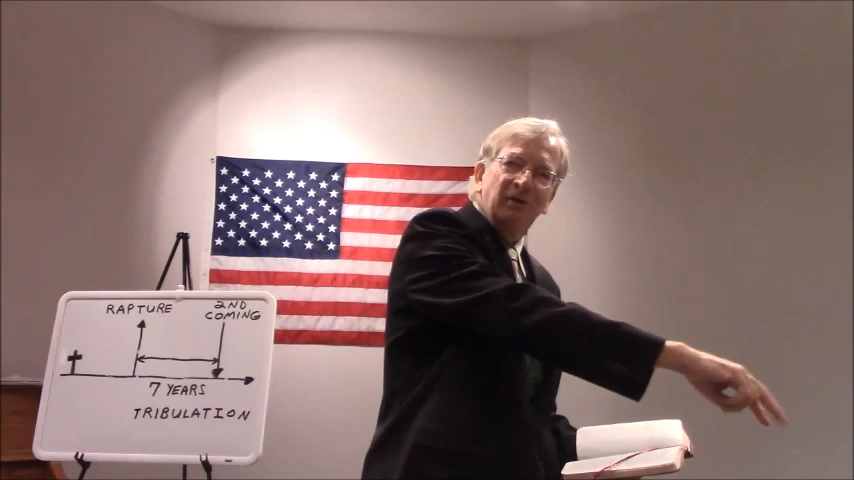 RAPTURE
2ND
COMING
7 YEARS
TRIBULATION